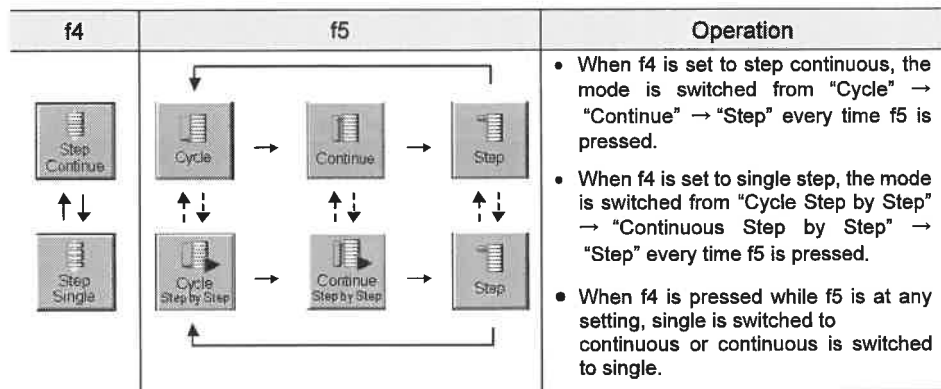 f4
f5
Operation
Step
Continue
Cycle
→
Continue
→
Step
Step
Single
Cycle
Step by Step
→
Continue
Step by Step
→
Step
• When f4 is set to step continuous, the
mode is switched from "Cycle" →
"Continue" → "Step" every time f5 is
pressed.
• When f4 is set to single step, the mode
is switched from "Cycle Step by Step"
→ "Continuous Step by Step" →
"Step" every time f5 is pressed.
• When f4 is pressed while f5 is at any
setting, single is switched to
continuous or continuous is switched
to single.